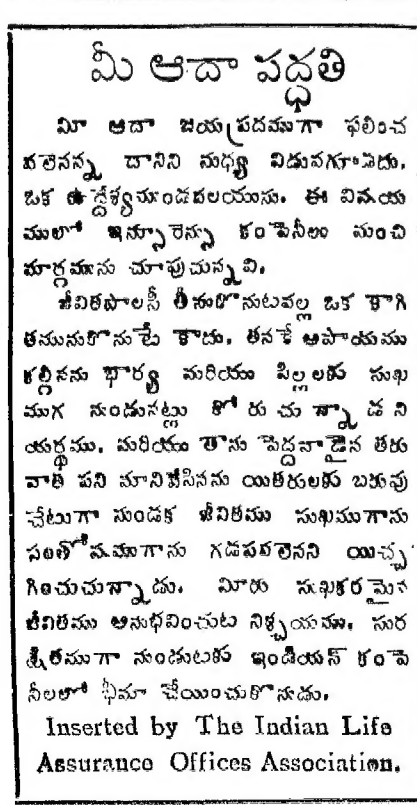 మీ ఆదా పద్ధతి
మీ ఆదా జయప్రదముగా ఫలించ
వలెనన్న దానిని మధ్య విడువగూడదు.
ఒక ఉద్దేశ్యముండవలయును. ఈ విషయ
ములో ఇన్సూరెన్సు కంపెనీలు మంచి
మార్గమును చూపుచున్నవి.
జీవితపాలసీ తీసుకొనుటవల్ల ఒక కాగి
తమునుకొనుటే కాదు. తనకే అపాయము
కల్గినను భార్య మరియు పిల్లలకు సుఖ
ముగ నుండునట్లు కోరుచున్నాడని
యర్థము. మరియు తాను పెద్దవాడైన తరు
వాత పని మానివేసినను యితరులకు బరువు
చేటుగా నుండక జీవితము సుఖముగాను
సంతోషముగాను గడపవలెనని యిచ్ఛ
గించుచున్నాడు. మీరు సుఖకరమైన
జీవితము అనుభవించుట నిశ్చయము. సుర
క్షితముగా నుండుటకు ఇండియన్ కంపె
నీలలో భీమా చేయించుకొనుడు.
Inserted by The Indian Life
Assurance Offices Association.